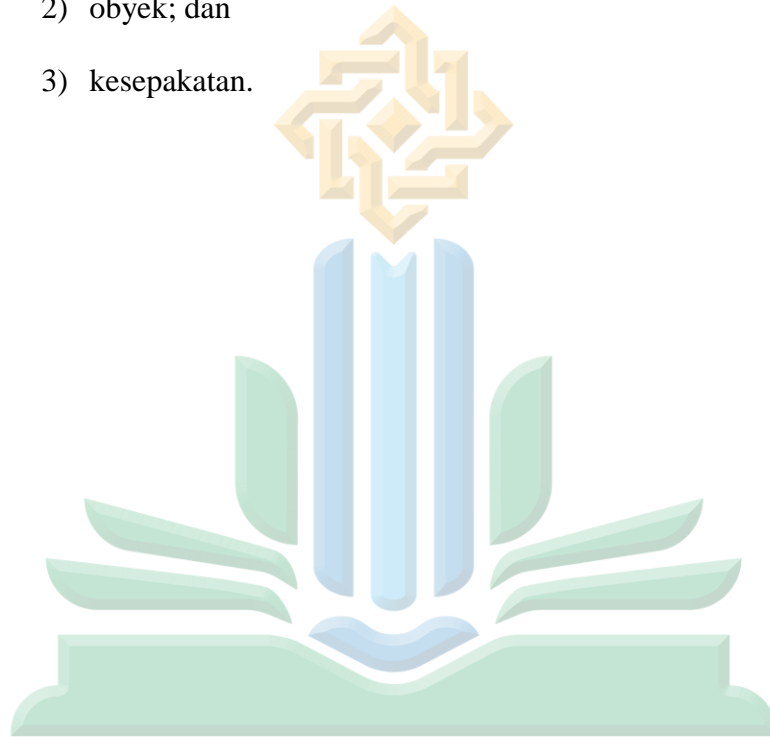 2) obyek; dan
3) kesepakatan.